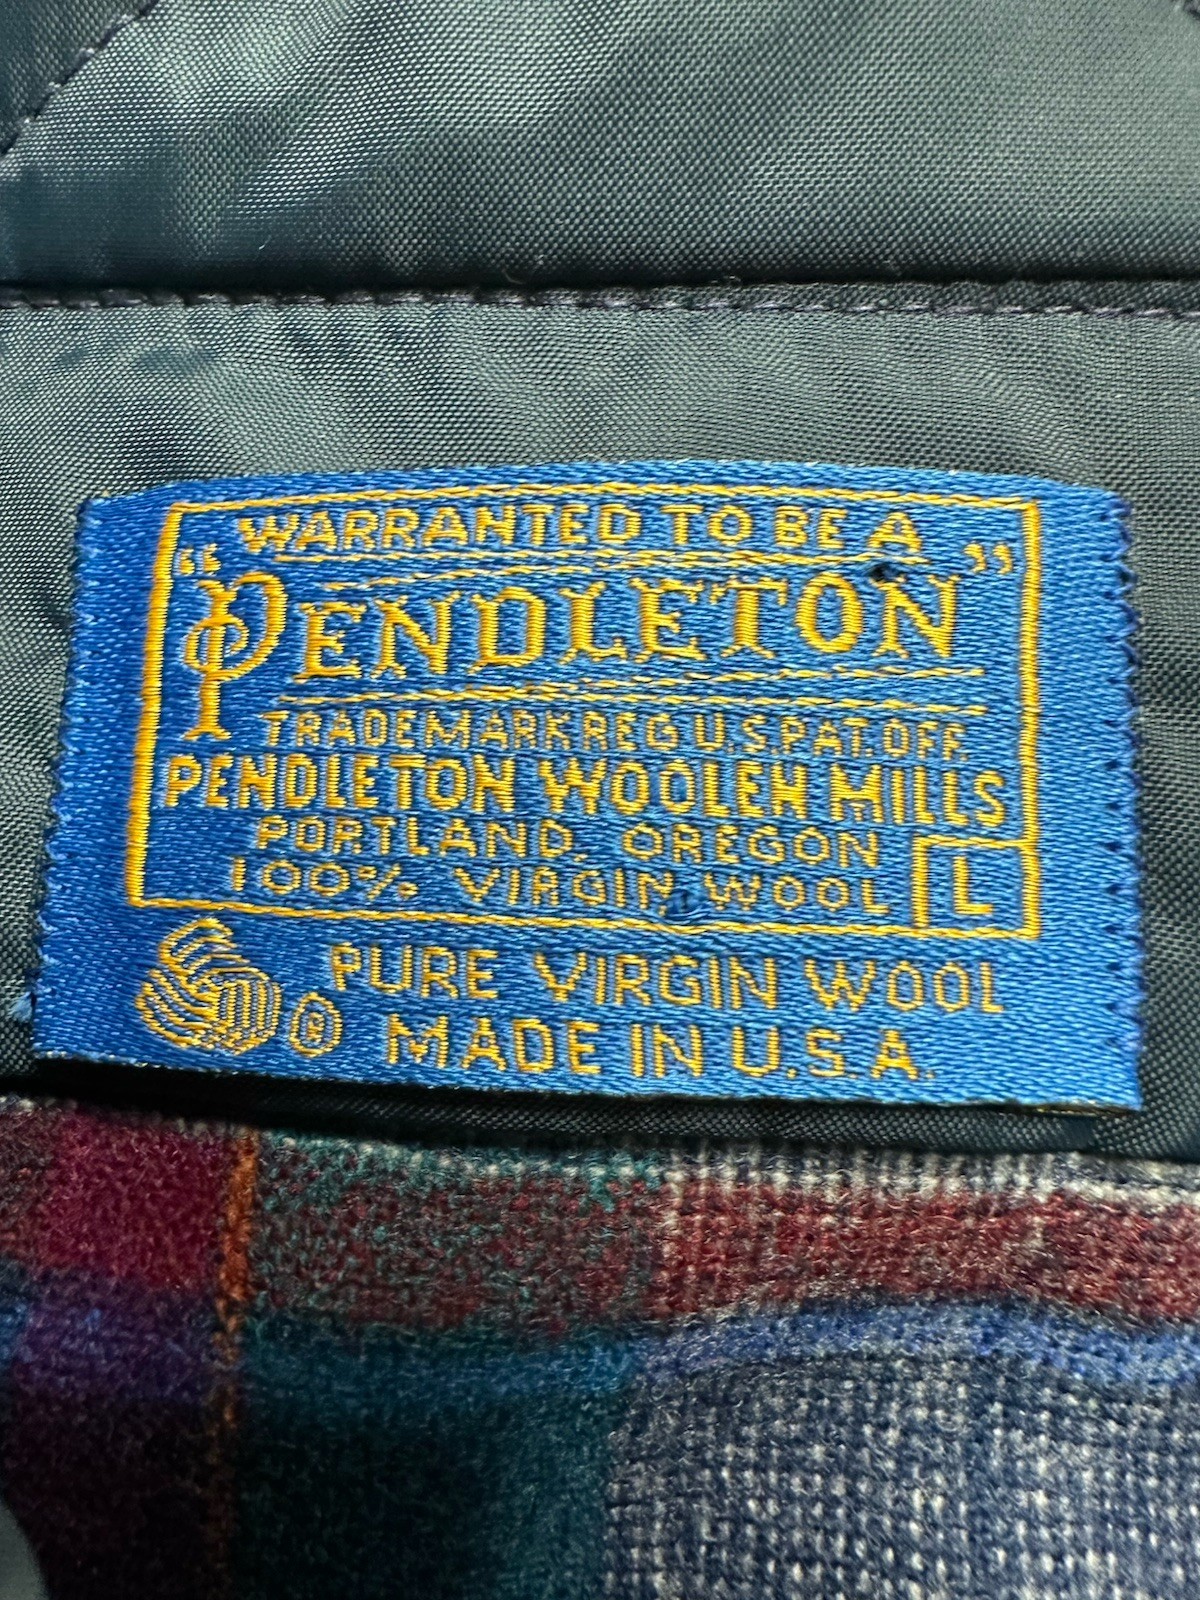 WARRANTED TO BE A
"PENDLETON"
TRADEMARK REG U.S.PAT.OFF.
PENDLETON WOOLEN MILLS
PORTLAND, OREGON
100% VIRGIN WOOL L
PURE VIRGIN WOOL
® MADE IN U.S.A.